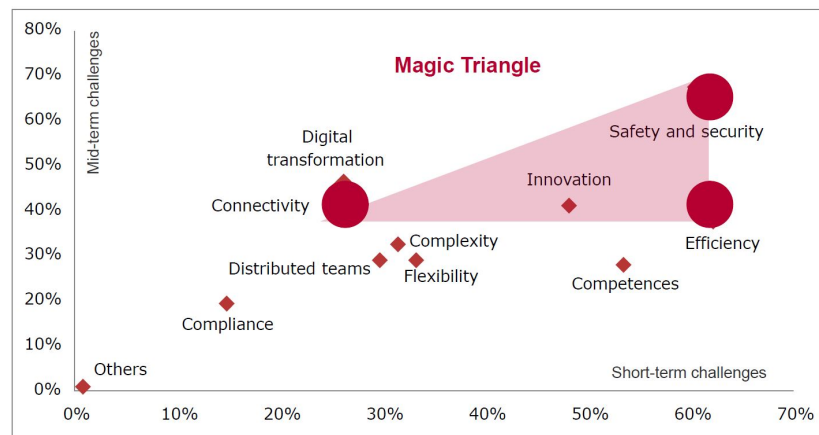 80%
Magic Triangle
70%
Mid-term challenges
60%
Safety and security
Digital
transformation
50%
Innovation
Connectivity
40%
Efficiency
Complexity
30%
Distributed teams
Flexibility
Competences
20%
Compliance
10%
Others
Short-term challenges
0%
0% 10% 20% 30% 40% 50% 60% 70%